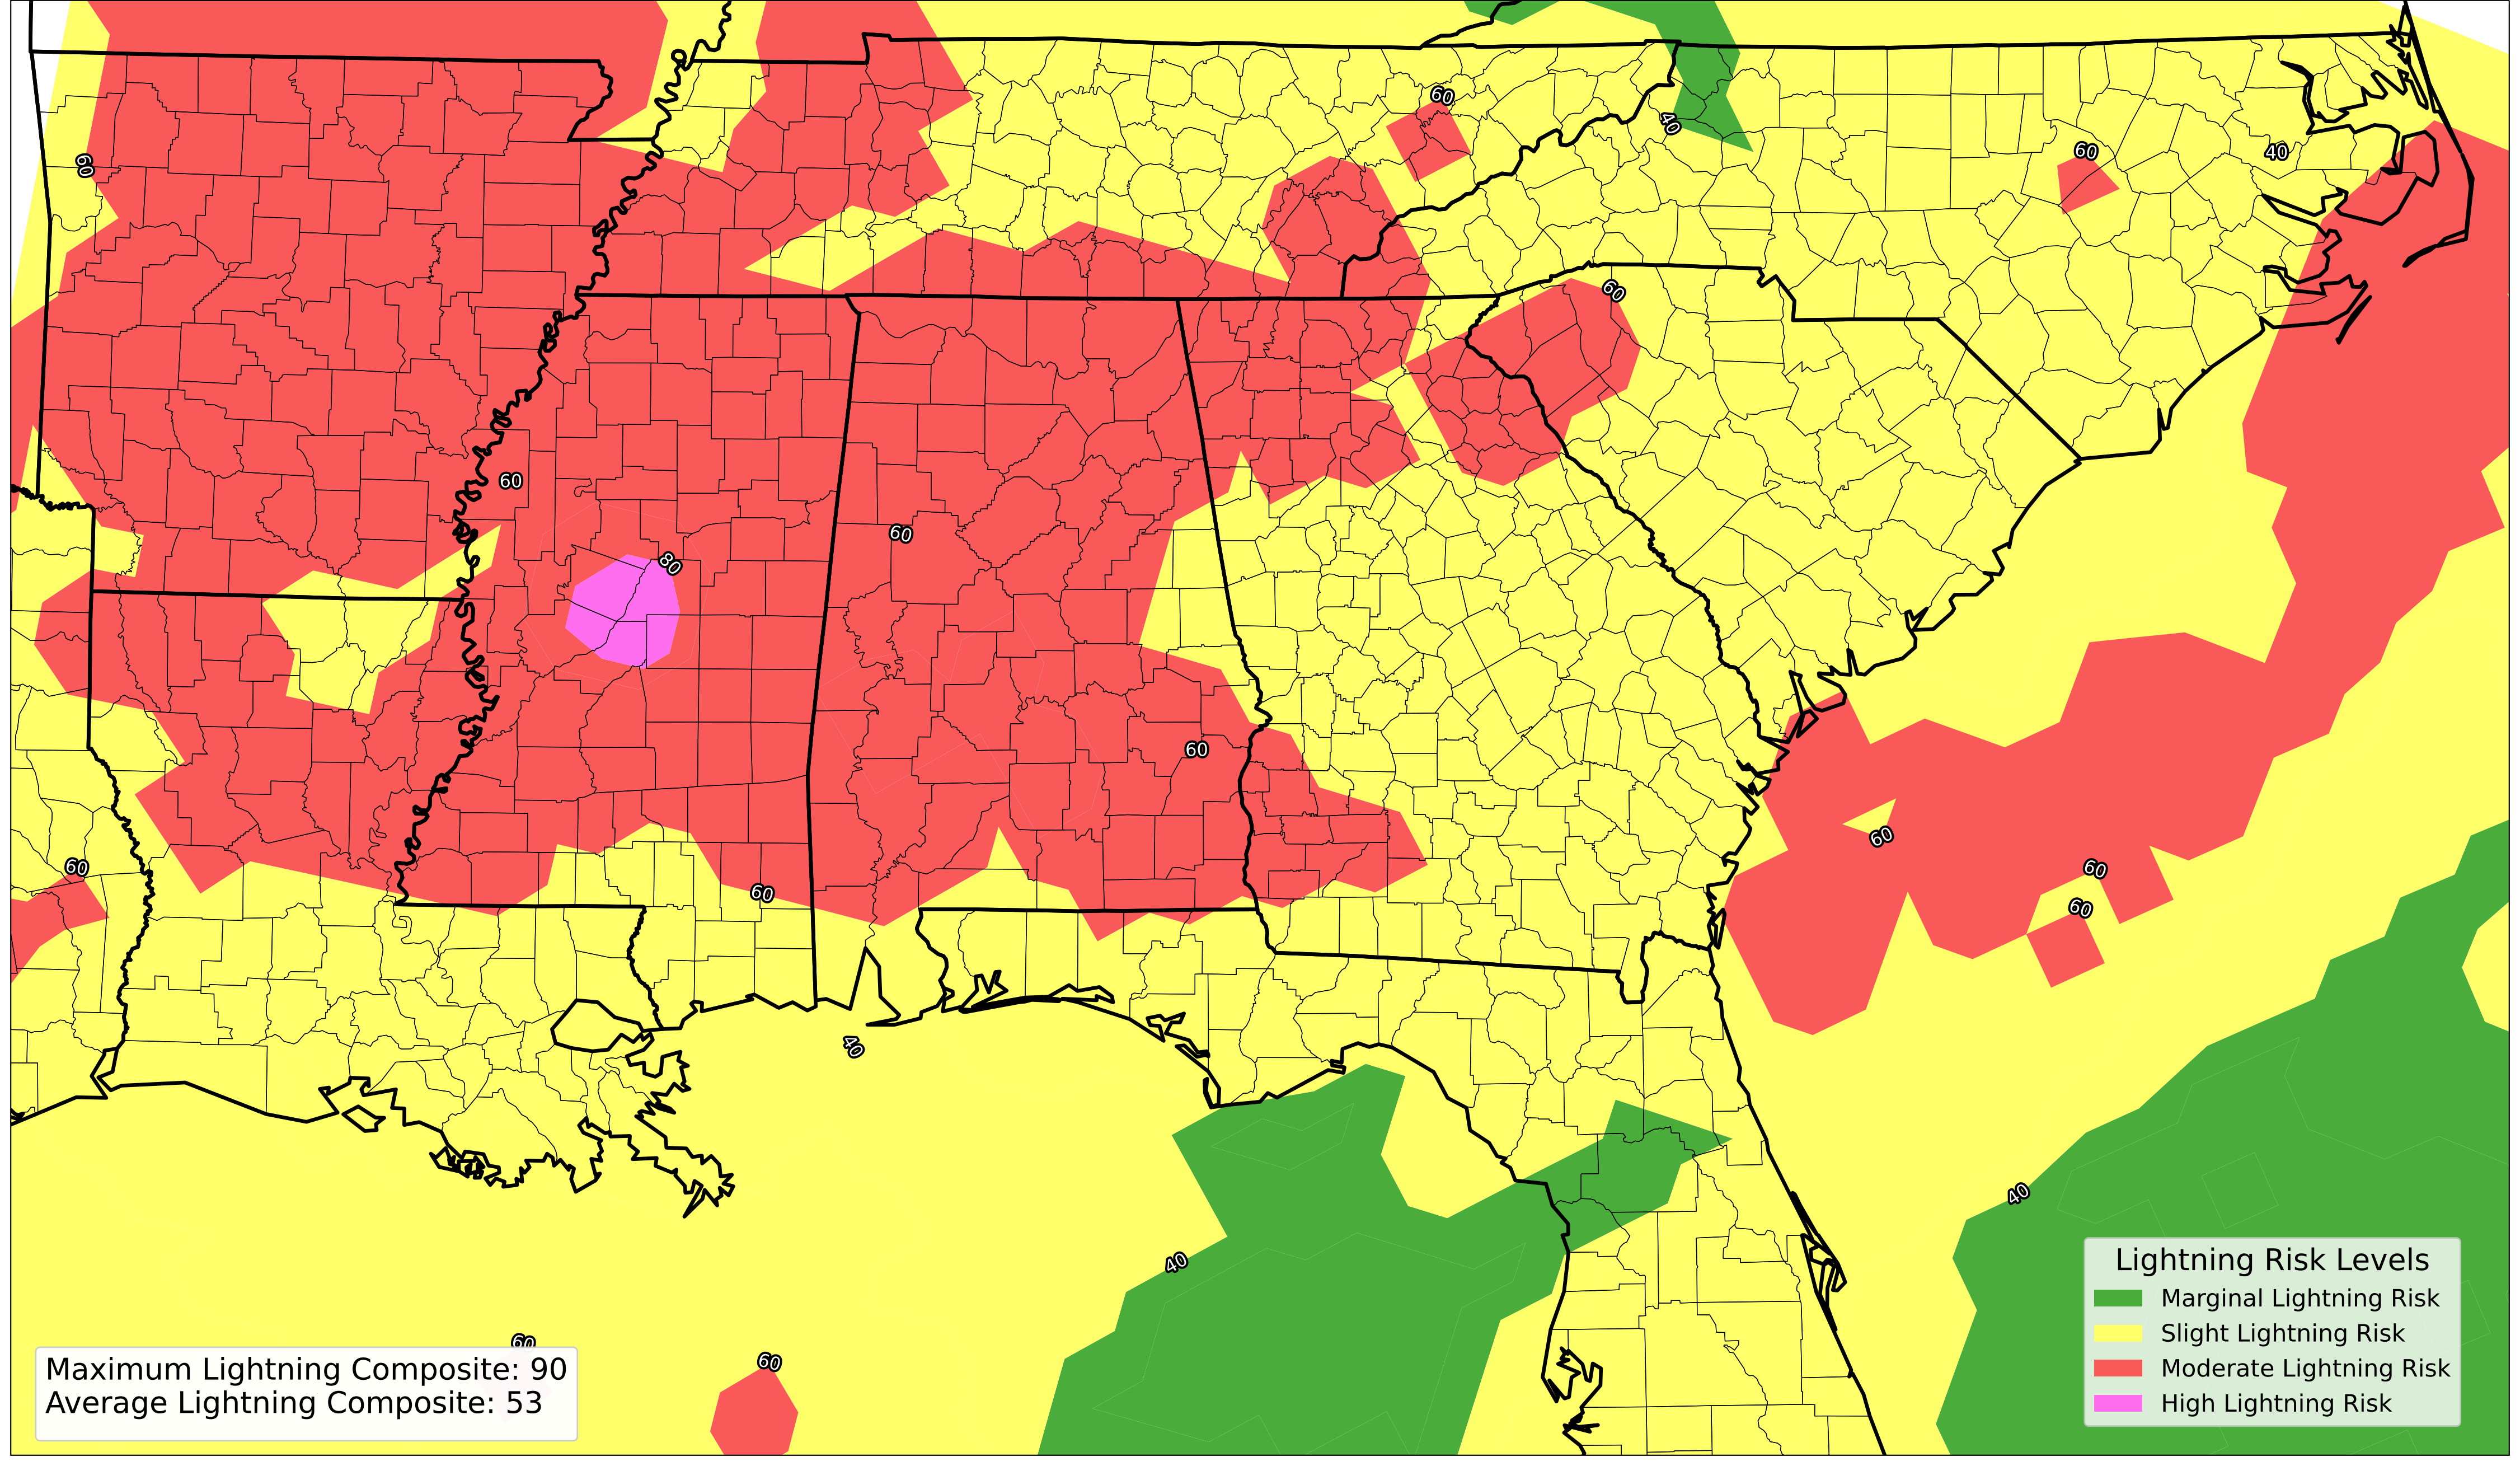 60
40
60
40
60
60
60
60
80
60
60
60
60
60
60
40
40
40
60
60
Maximum Lightning Composite: 90
Average Lightning Composite: 53
Lightning Risk Levels
Marginal Lightning Risk
Slight Lightning Risk
Moderate Lightning Risk
High Lightning Risk